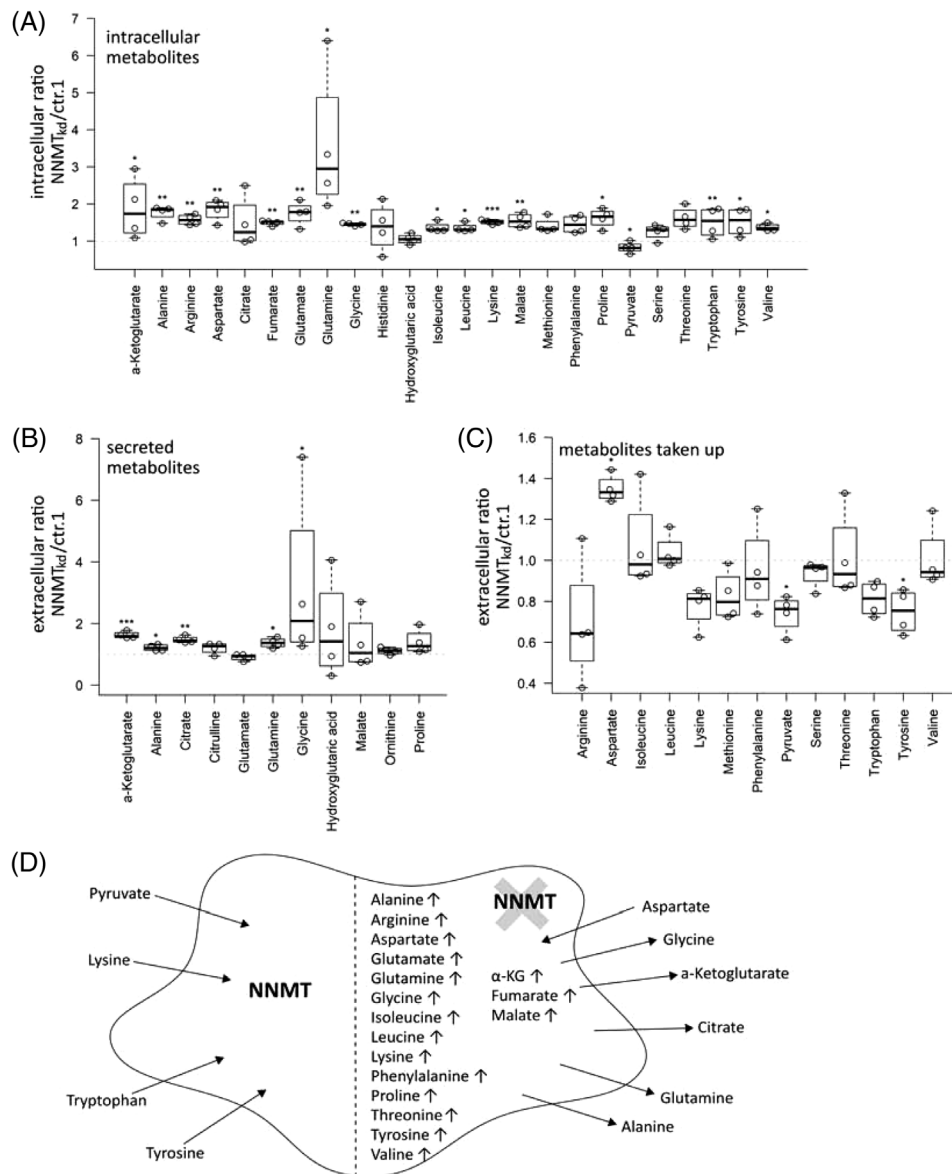 (A)
intracellular
metabolites
intracellular ratio
NNMTkd/ctr.1
7
6
5
4
3
2
1
* ** ** ** ** ** * ** * * *** ** * * ** * *
a-Ketoglutarate
Alanine
Arginine
Aspartate
Citrate
Fumarate
Glutamate
Glutamine
Glycine
Histidinie
Hydroxyglutaric acid
Isoleucine
Leucine
Lysine
Malate
Methionine
Phenylalanine
Proline
Pyruvate
Serine
Threonine
Tryptophan
Tyrosine
Valine
(B)
secreted
metabolites
extracellular ratio
NNMTkd/ctr.1
8
6
4
2
0
*** * ** * *
a-Ketoglutarate
Alanine
Citrate
Citrulline
Glutamate
Glutamine
Glycine
Hydroxyglutaric acid
Malate
Ornithine
Proline
(C)
metabolites taken up
extracellular ratio
NNMTkd/ctr.1
1.6
1.4
1.2
1.0
0.8
0.6
0.4
* * *
Arginine
Aspartate
Isoleucine
Leucine
Lysine
Methionine
Phenylalanine
Pyruvate
Serine
Threonine
Tryptophan
Tyrosine
Valine
(D)
Pyruvate
Lysine
NNMT
Tryptophan
Tyrosine
Alanine ↑
Arginine ↑
Aspartate ↑
Glutamate ↑
Glutamine ↑
Glycine ↑
Isoleucine ↑
Leucine ↑
Lysine ↑
Phenylalanine ↑
Proline ↑
Threonine ↑
Tyrosine ↑
Valine ↑
NNMT
α-KG ↑
Fumarate ↑
Malate ↑
Aspartate
Glycine
a-Ketoglutarate
Citrate
Glutamine
Alanine